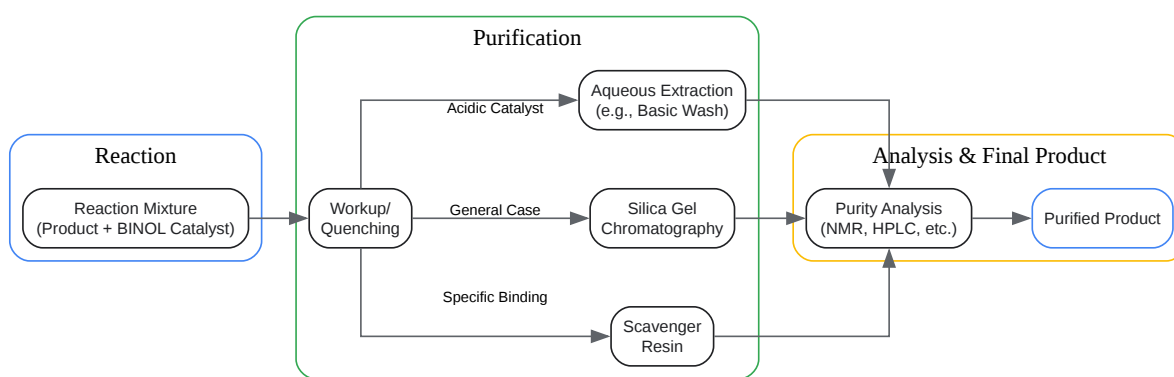 Purification
Aqueous Extraction
(e.g., Basic Wash)
Acidic Catalyst
Reaction
Analysis & Final Product
Reaction Mixture
(Product + BINOL Catalyst)
Workup/
Quenching
General Case
Silica Gel
Chromatography
Purity Analysis
(NMR, HPLC, etc.)
Purified Product
Specific Binding
Scavenger
Resin